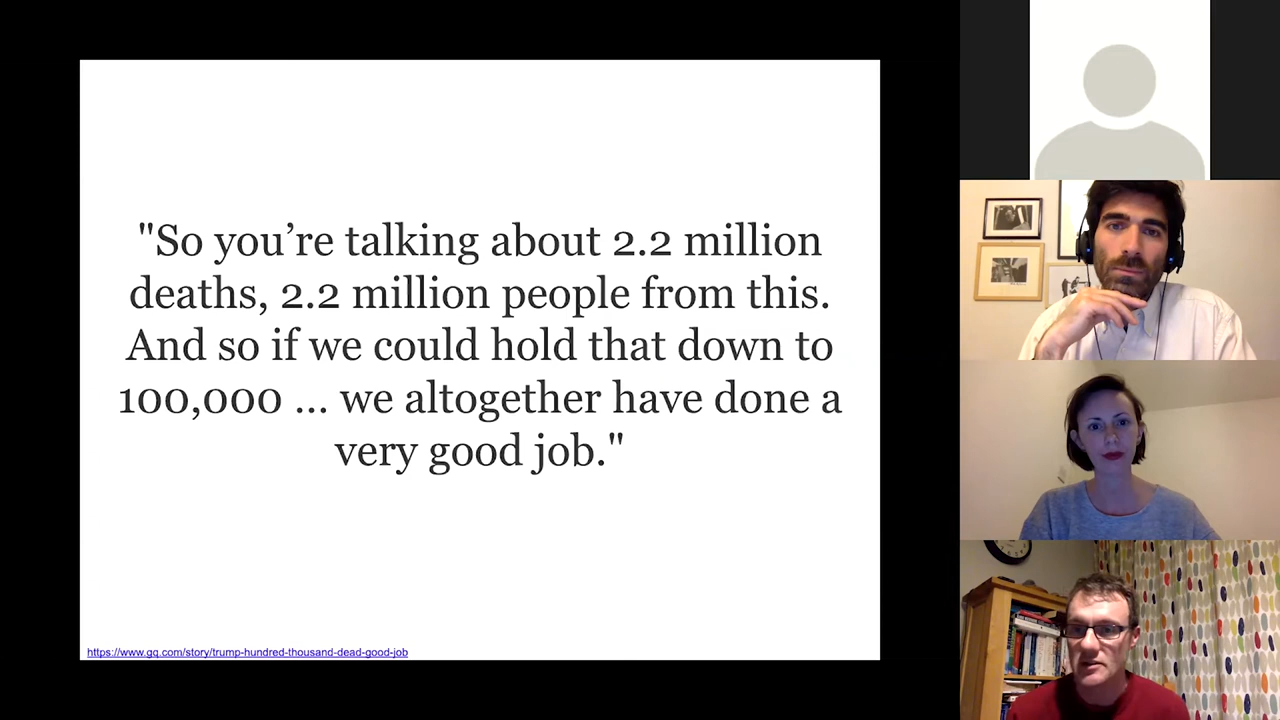 "So you’re talking about 2.2 million
deaths, 2.2 million people from this.
And so if we could hold that down to
100,000 ... we altogether have done a
very good job."
https://www.gq.com/story/trump-hundred-thousand-dead-good-job